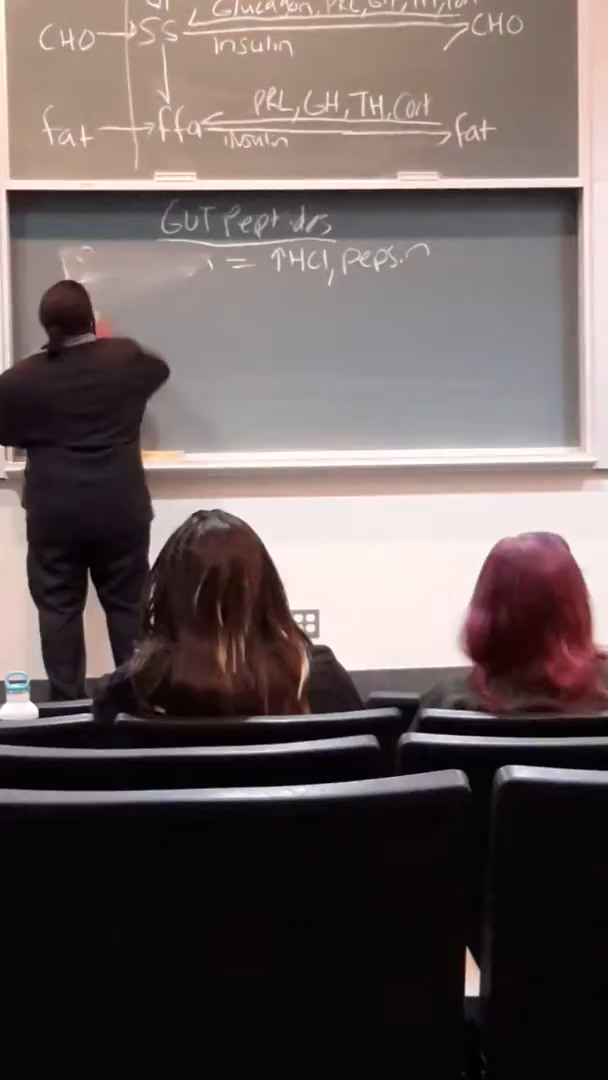 Glucagon, PRL, GH, TH,
CHO → SS CHO
Insulin
PRL, GH, TH, Cort
fat → ffa fat
insulin
GUT Peptides
= ↑HCl, pepsin